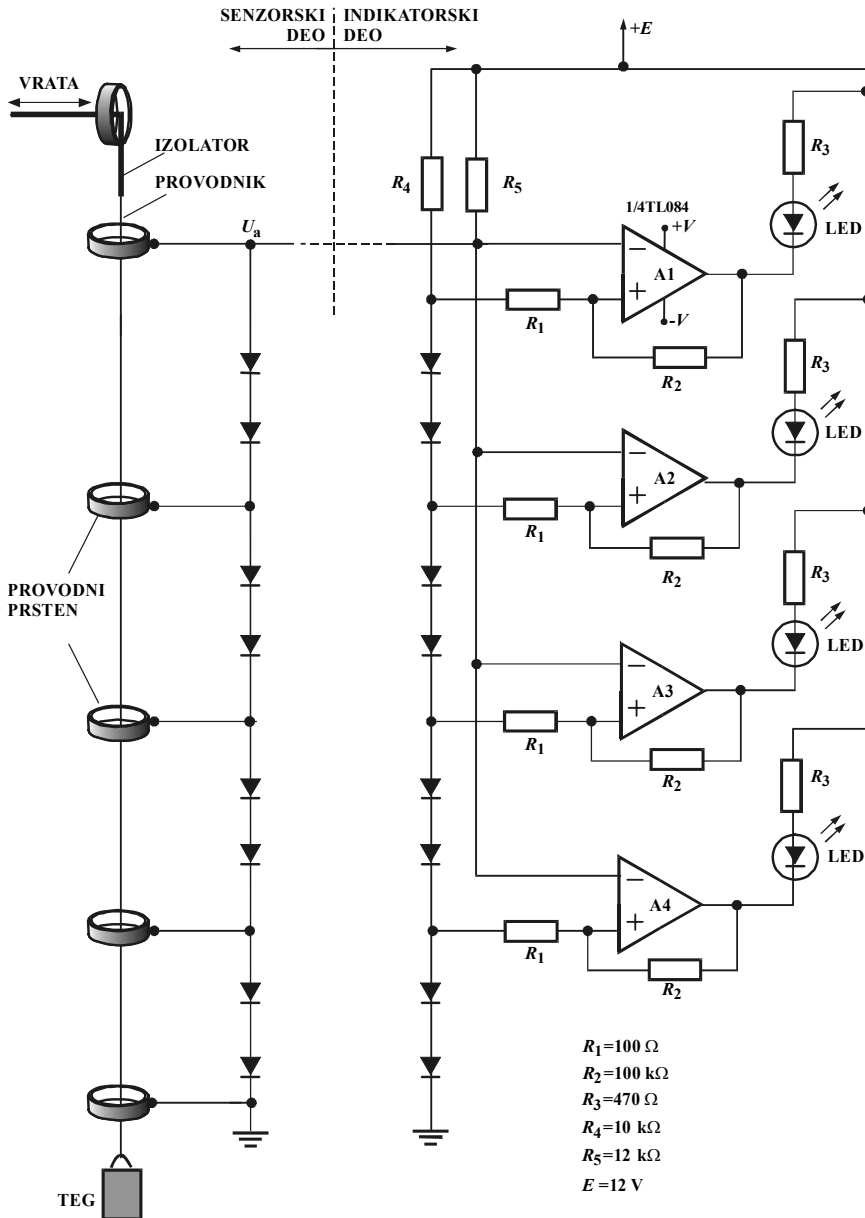 SENZORSKI INDIKATORSKI
DEO DEO
+E
VRATA
IZOLATOR
PROVODNIK
Ua
R4
R5
1/4TL084
+V
−
A1
+
-V
R1
R2
R3
LED
−
A2
+
R1
R2
R3
LED
PROVODNI
PRSTEN
−
A3
+
R1
R2
R3
LED
−
A4
+
R1
R2
R3
LED
R1=100 Ω
R2=100 kΩ
R3=470 Ω
R4=10 kΩ
R5=12 kΩ
E=12 V
TEG